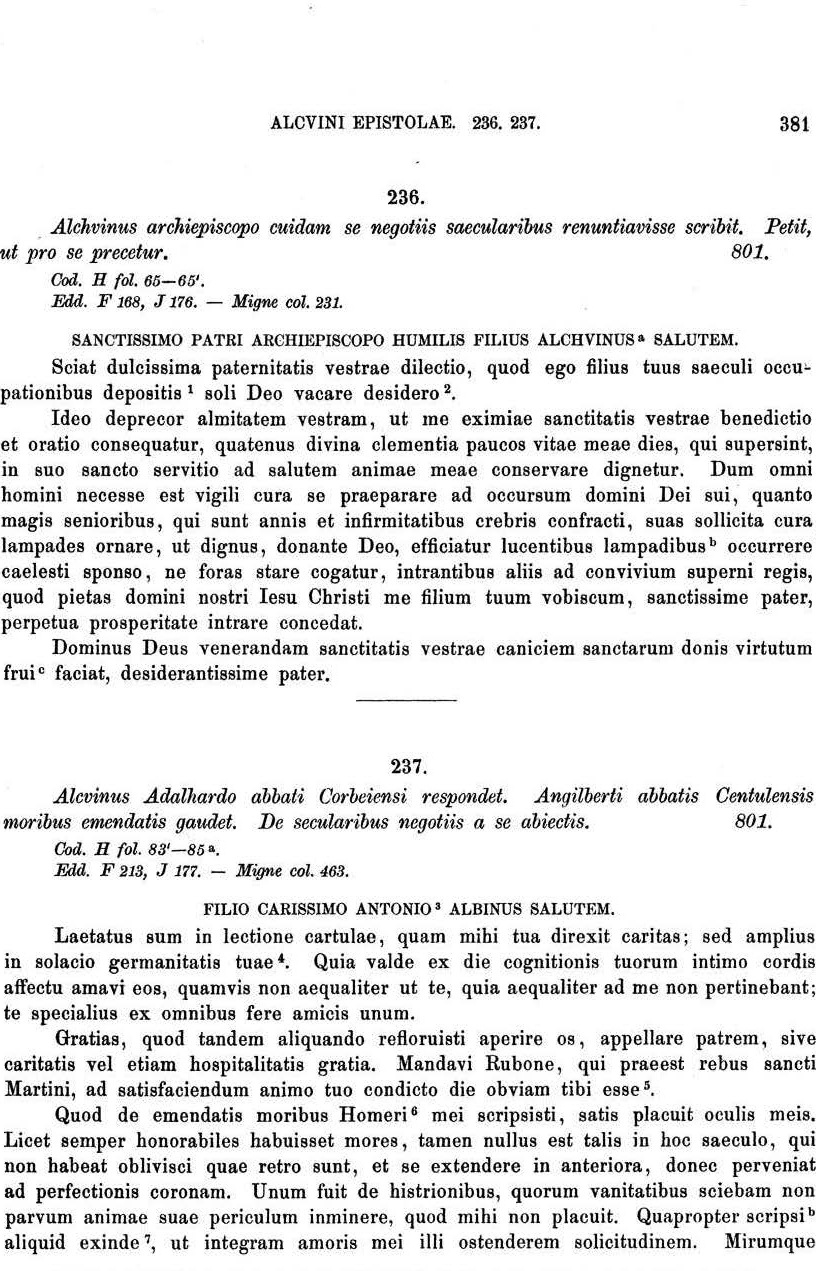 ALCVINI EPISTOLAE. 236. 237. 381
236.
Alchvinus archiepiscopo cuidam se negotiis saecularibus renuntiavisse scribit. Petit,
ut pro se precetur. 801.
Cod. H fol. 65—65'.
Edd. F 168, J 176. — Migne col. 231.
SANCTISSIMO PATRI ARCHIEPISCOPO HUMILIS FILIUS ALCHVINUS a SALUTEM.
Sciat dulcissima paternitatis vestrae dilectio, quod ego filius tuus saeculi occu-
pationibus depositis 1 soli Deo vacare desidero 2.
Ideo deprecor almitatem vestram, ut me eximiae sanctitatis vestrae benedictio
et oratio consequatur, quatenus divina clementia paucos vitae meae dies, qui supersint,
in suo sancto servitio ad salutem animae meae conservare dignetur. Dum omni
homini necesse est vigili cura se praeparare ad occursum domini Dei sui, quanto
magis senioribus, qui sunt annis et infirmitatibus crebris confracti, suas sollicita cura
lampades ornare, ut dignus, donante Deo, efficiatur lucentibus lampadibus b occurrere
caelesti sponso, ne foras stare cogatur, intrantibus aliis ad convivium superni regis,
quod pietas domini nostri Iesu Christi me filium tuum vobiscum, sanctissime pater,
perpetua prosperitate intrare concedat.
Dominus Deus venerandam sanctitatis vestrae caniciem sanctarum donis virtutum
frui c faciat, desiderantissime pater.
237.
Alcvinus Adalhardo abbati Corbeiensi respondet. Angilberti abbatis Centulensis
moribus emendatis gaudet. De secularibus negotiis a se abiectis. 801.
Cod. H fol. 83'—85 a.
Edd. F 213, J 177. — Migne col. 463.
FILIO CARISSIMO ANTONIO 3 ALBINUS SALUTEM.
Laetatus sum in lectione cartulae, quam mihi tua direxit caritas; sed amplius
in solacio germanitatis tuae 4. Quia valde ex die cognitionis tuorum intimo cordis
affectu amavi eos, quamvis non aequaliter ut te, quia aequaliter ad me non pertinebant;
te specialius ex omnibus fere amicis unum.
Gratias, quod tandem aliquando refloruisti aperire os, appellare patrem, sive
caritatis vel etiam hospitalitatis gratia. Mandavi Rubone, qui praeest rebus sancti
Martini, ad satisfaciendum animo tuo condicto die obviam tibi esse 5.
Quod de emendatis moribus Homeri 6 mei scripsisti, satis placuit oculis meis.
Licet semper honorabiles habuisset mores, tamen nullus est talis in hoc saeculo, qui
non habeat oblivisci quae retro sunt, et se extendere in anteriora, donec perveniat
ad perfectionis coronam. Unum fuit de histrionibus, quorum vanitatibus sciebam non
parvum animae suae periculum inminere, quod mihi non placuit. Quapropter scripsi b
aliquid exinde 7, ut integram amoris mei illi ostenderem solicitudinem. Mirumque